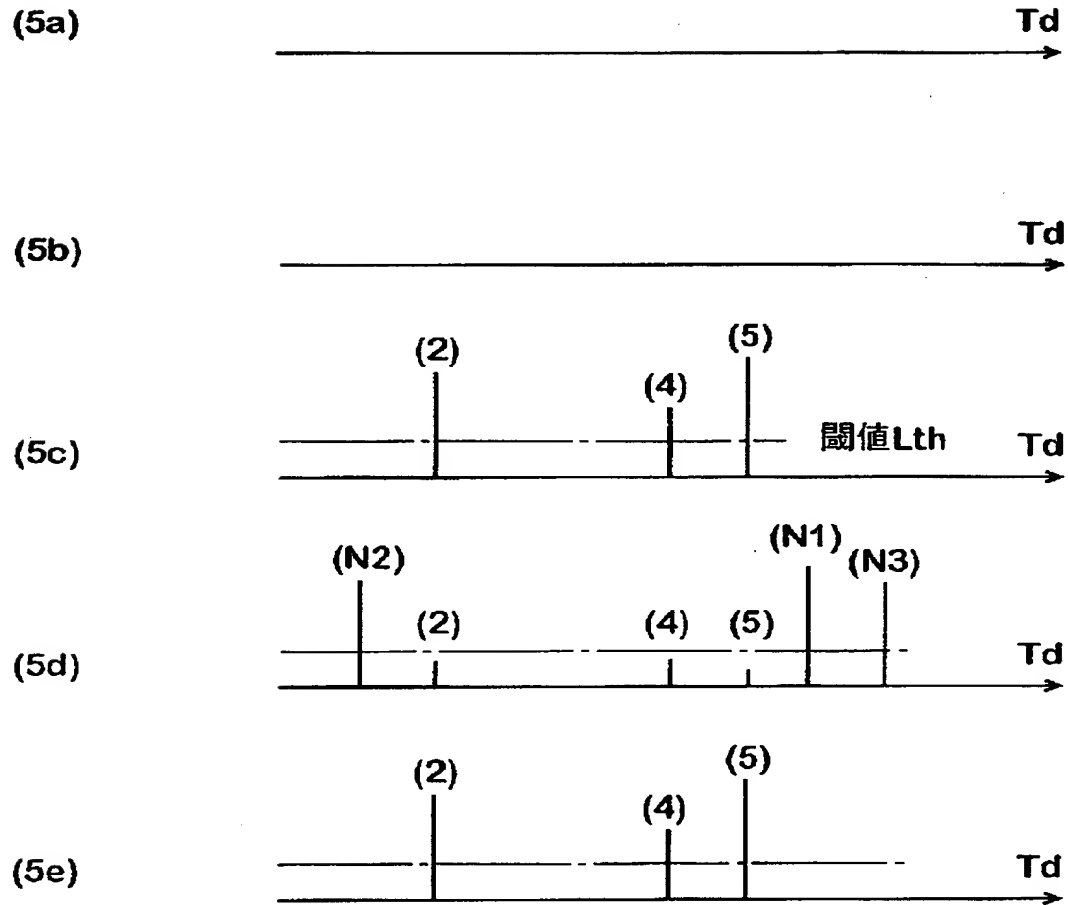 (5a) Td
(5b) Td
(2) (4) (5)
(5c) 閾値Lth Td
(N2) (2) (4) (5) (N1) (N3)
(5d) Td
(2) (4) (5)
(5e) Td